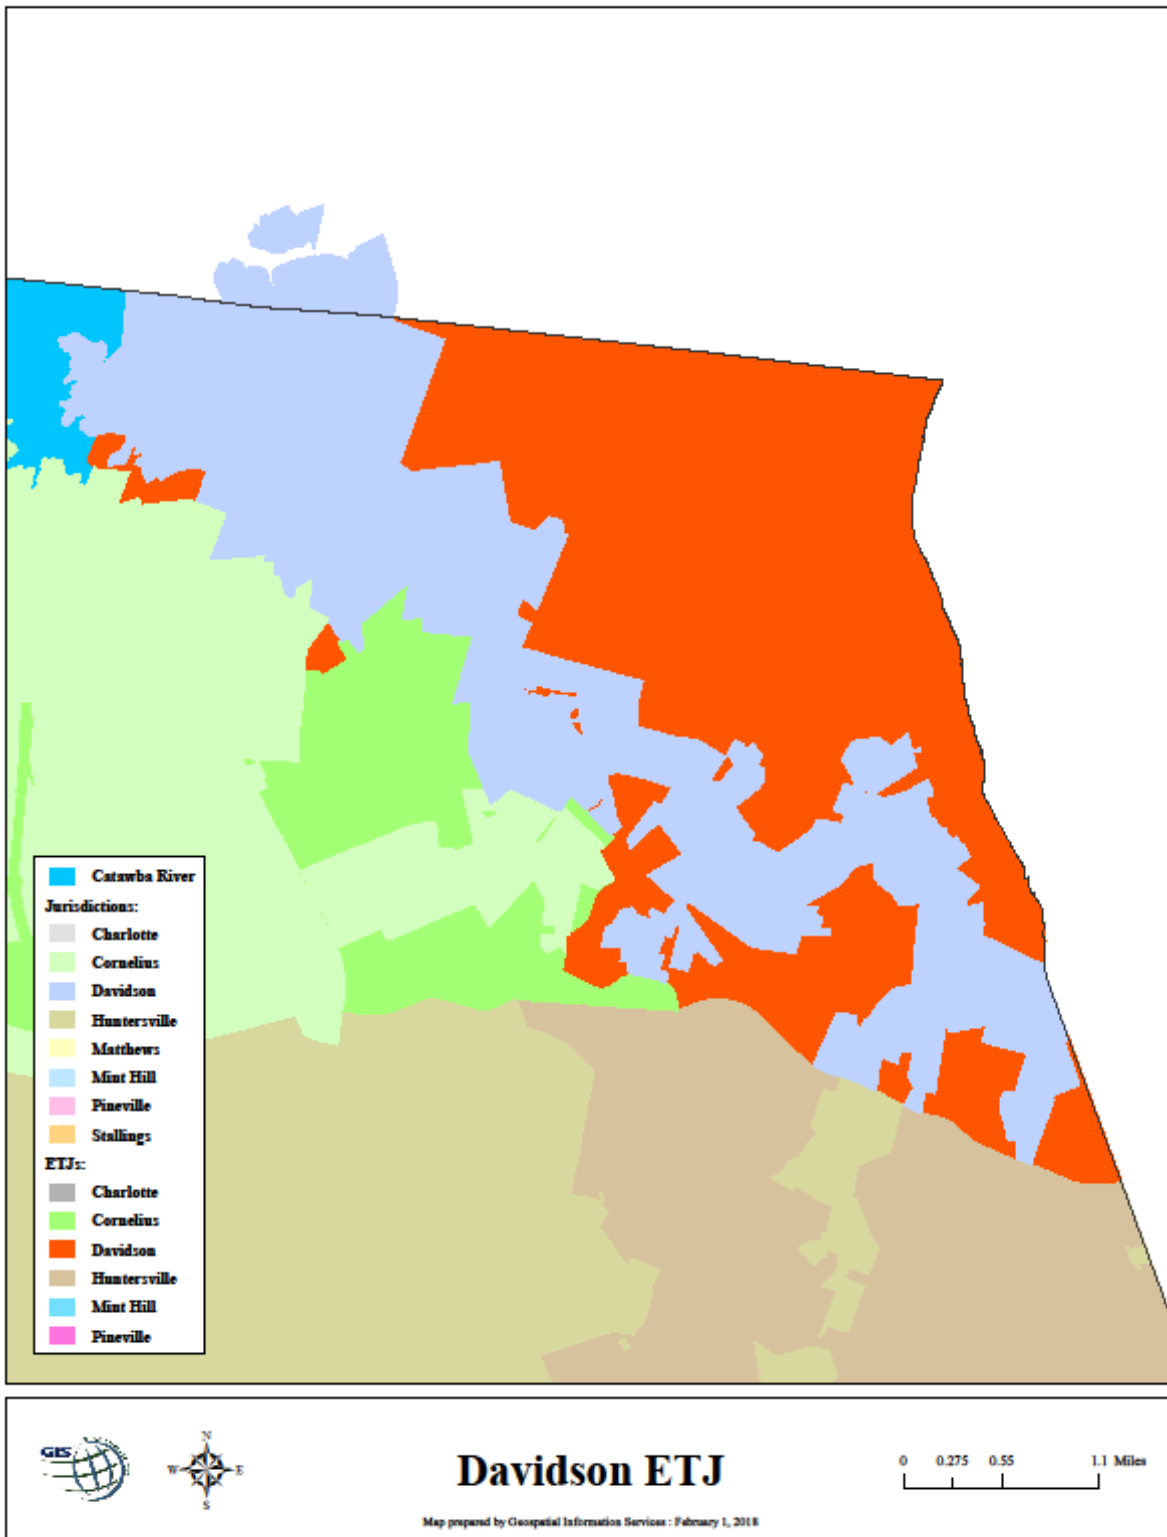 Catawba River
Jurisdictions:
Charlotte
Cornelius
Davidson
Huntersville
Matthews
Mint Hill
Pineville
Stallings
ETJs:
Charlotte
Cornelius
Davidson
Huntersville
Mint Hill
Pineville
GIS
N
W E
S
Davidson ETJ
0 0.275 0.55 1.1 Miles
Map prepared by Geospatial Information Services : February 1, 2018